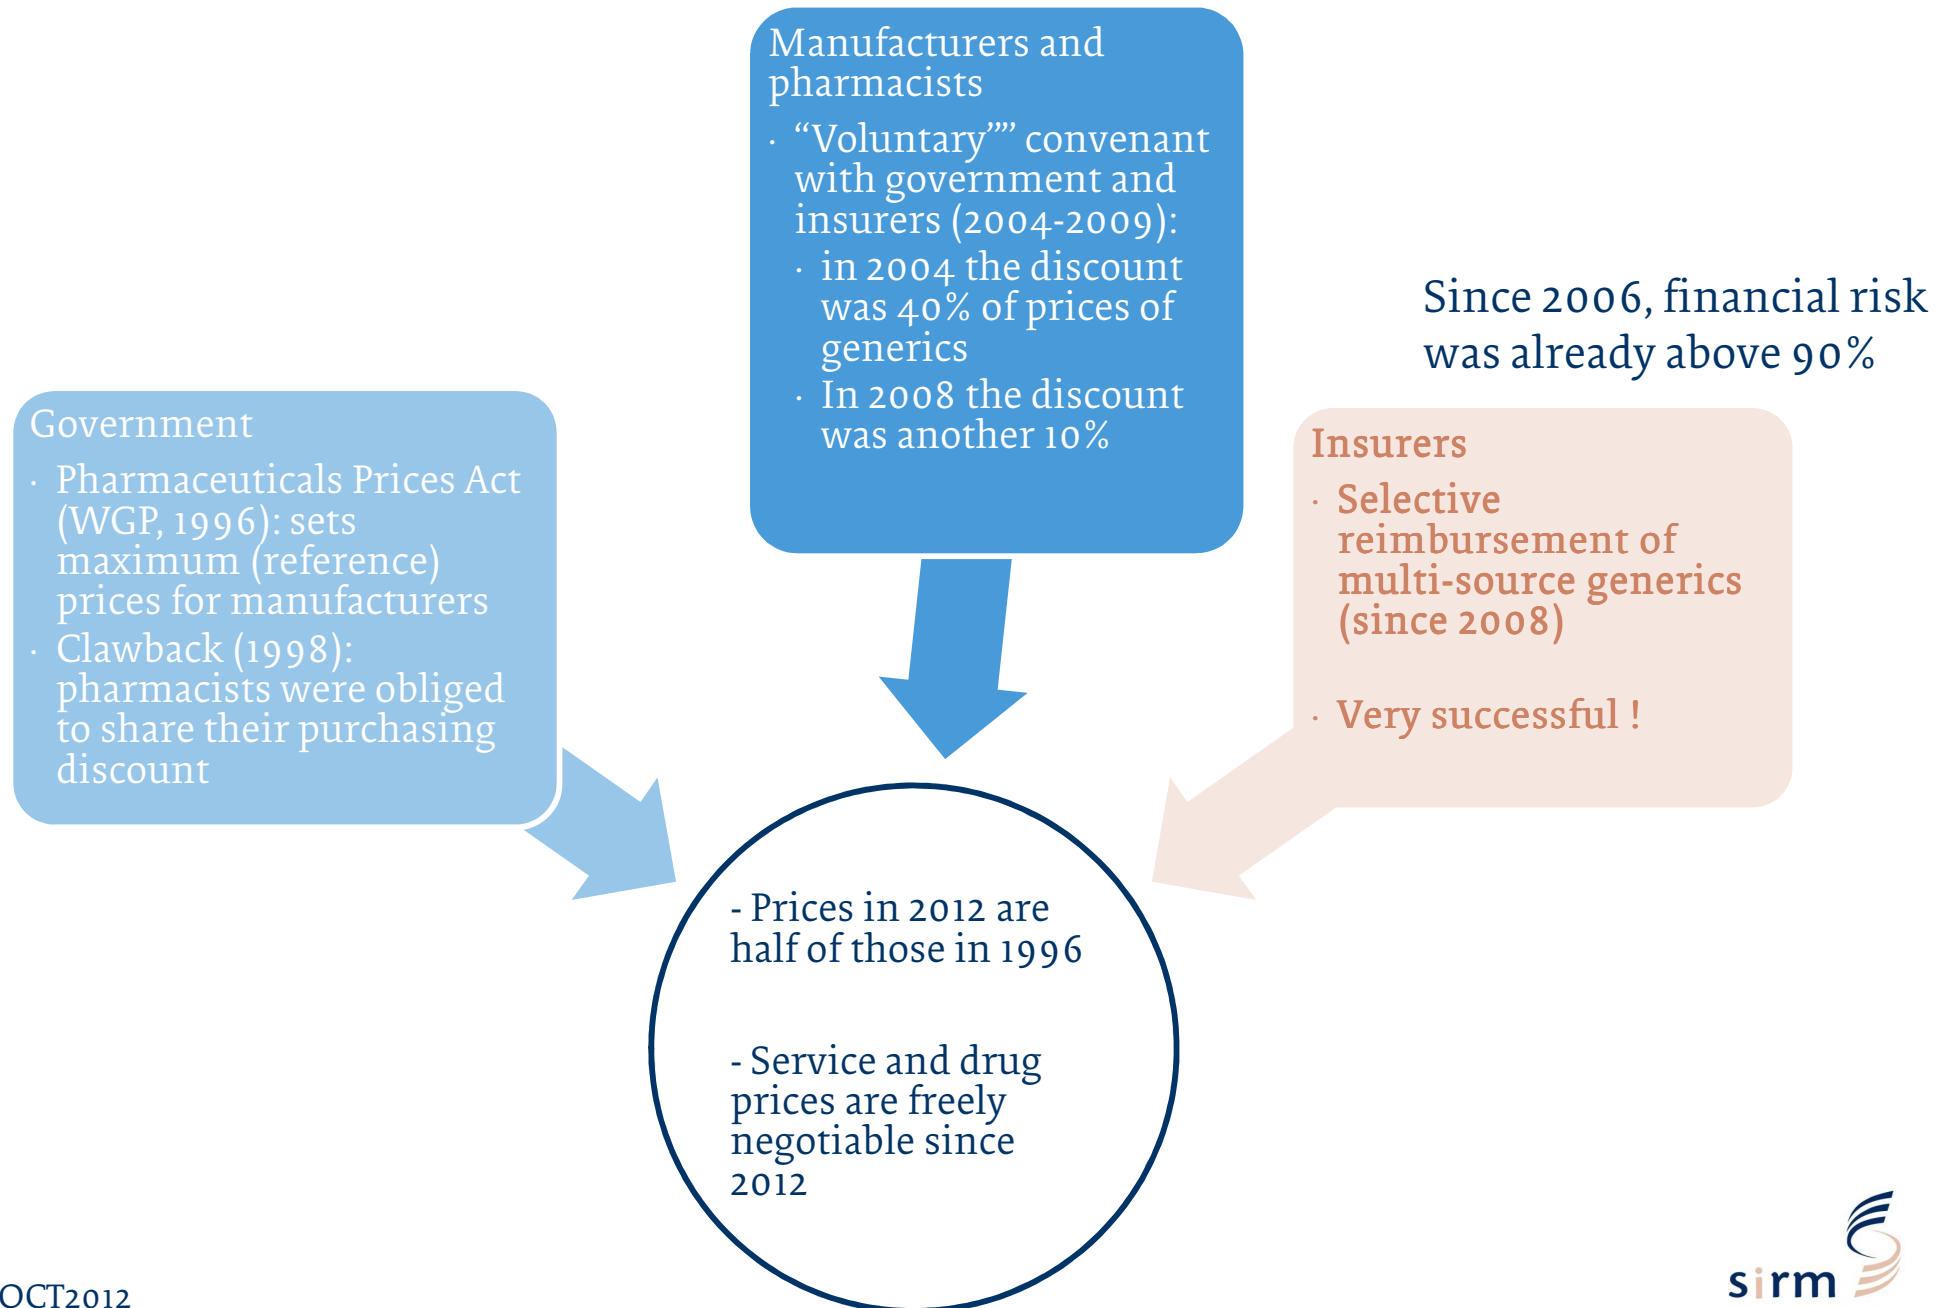 Manufacturers and
pharmacists
· “Voluntary”” convenant
with government and
insurers (2004-2009):
· in 2004 the discount
was 40% of prices of
generics
· In 2008 the discount
was another 10%
Since 2006, financial risk
was already above 90%
Government
· Pharmaceuticals Prices Act
(WGP, 1996): sets
maximum (reference)
prices for manufacturers
· Clawback (1998):
pharmacists were obliged
to share their purchasing
discount
Insurers
· Selective
reimbursement of
multi-source generics
(since 2008)
· Very successful !
- Prices in 2012 are
half of those in 1996
- Service and drug
prices are freely
negotiable since
2012
OCT2012
sirm